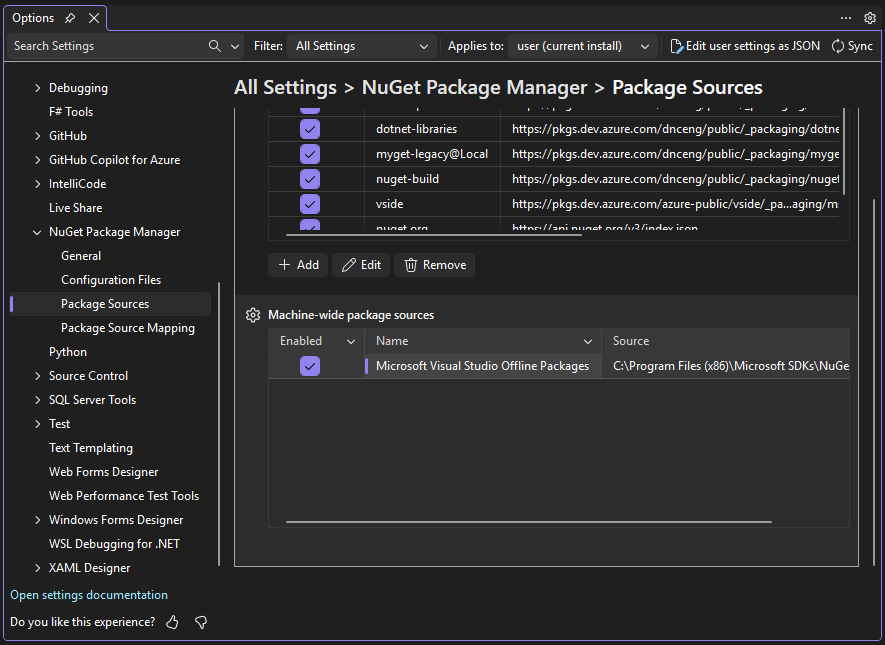 Options
Search Settings
Filter: All Settings
Applies to: user (current install)
Edit user settings as JSON
Sync
Debugging
F# Tools
GitHub
GitHub Copilot for Azure
IntelliCode
Live Share
NuGet Package Manager
General
Configuration Files
Package Sources
Package Source Mapping
Python
Source Control
SQL Server Tools
Test
Text Templating
Web Forms Designer
Web Performance Test Tools
Windows Forms Designer
WSL Debugging for .NET
XAML Designer
Open settings documentation
Do you like this experience?
All Settings > NuGet Package Manager > Package Sources
dotnet-libraries https://pkgs.dev.azure.com/dnceng/public/_packaging/dotne
myget-legacy@Local https://pkgs.dev.azure.com/dnceng/public/_packaging/myge
nuget-build https://pkgs.dev.azure.com/dnceng/public/_packaging/nuget
vside https://pkgs.dev.azure.com/azure-public/vside/_pa...aging/ms
nuget.org https://api.nuget.org/v3/index.json
Add
Edit
Remove
Machine-wide package sources
Enabled Name Source
Microsoft Visual Studio Offline Packages C:\Program Files (x86)\Microsoft SDKs\NuGe